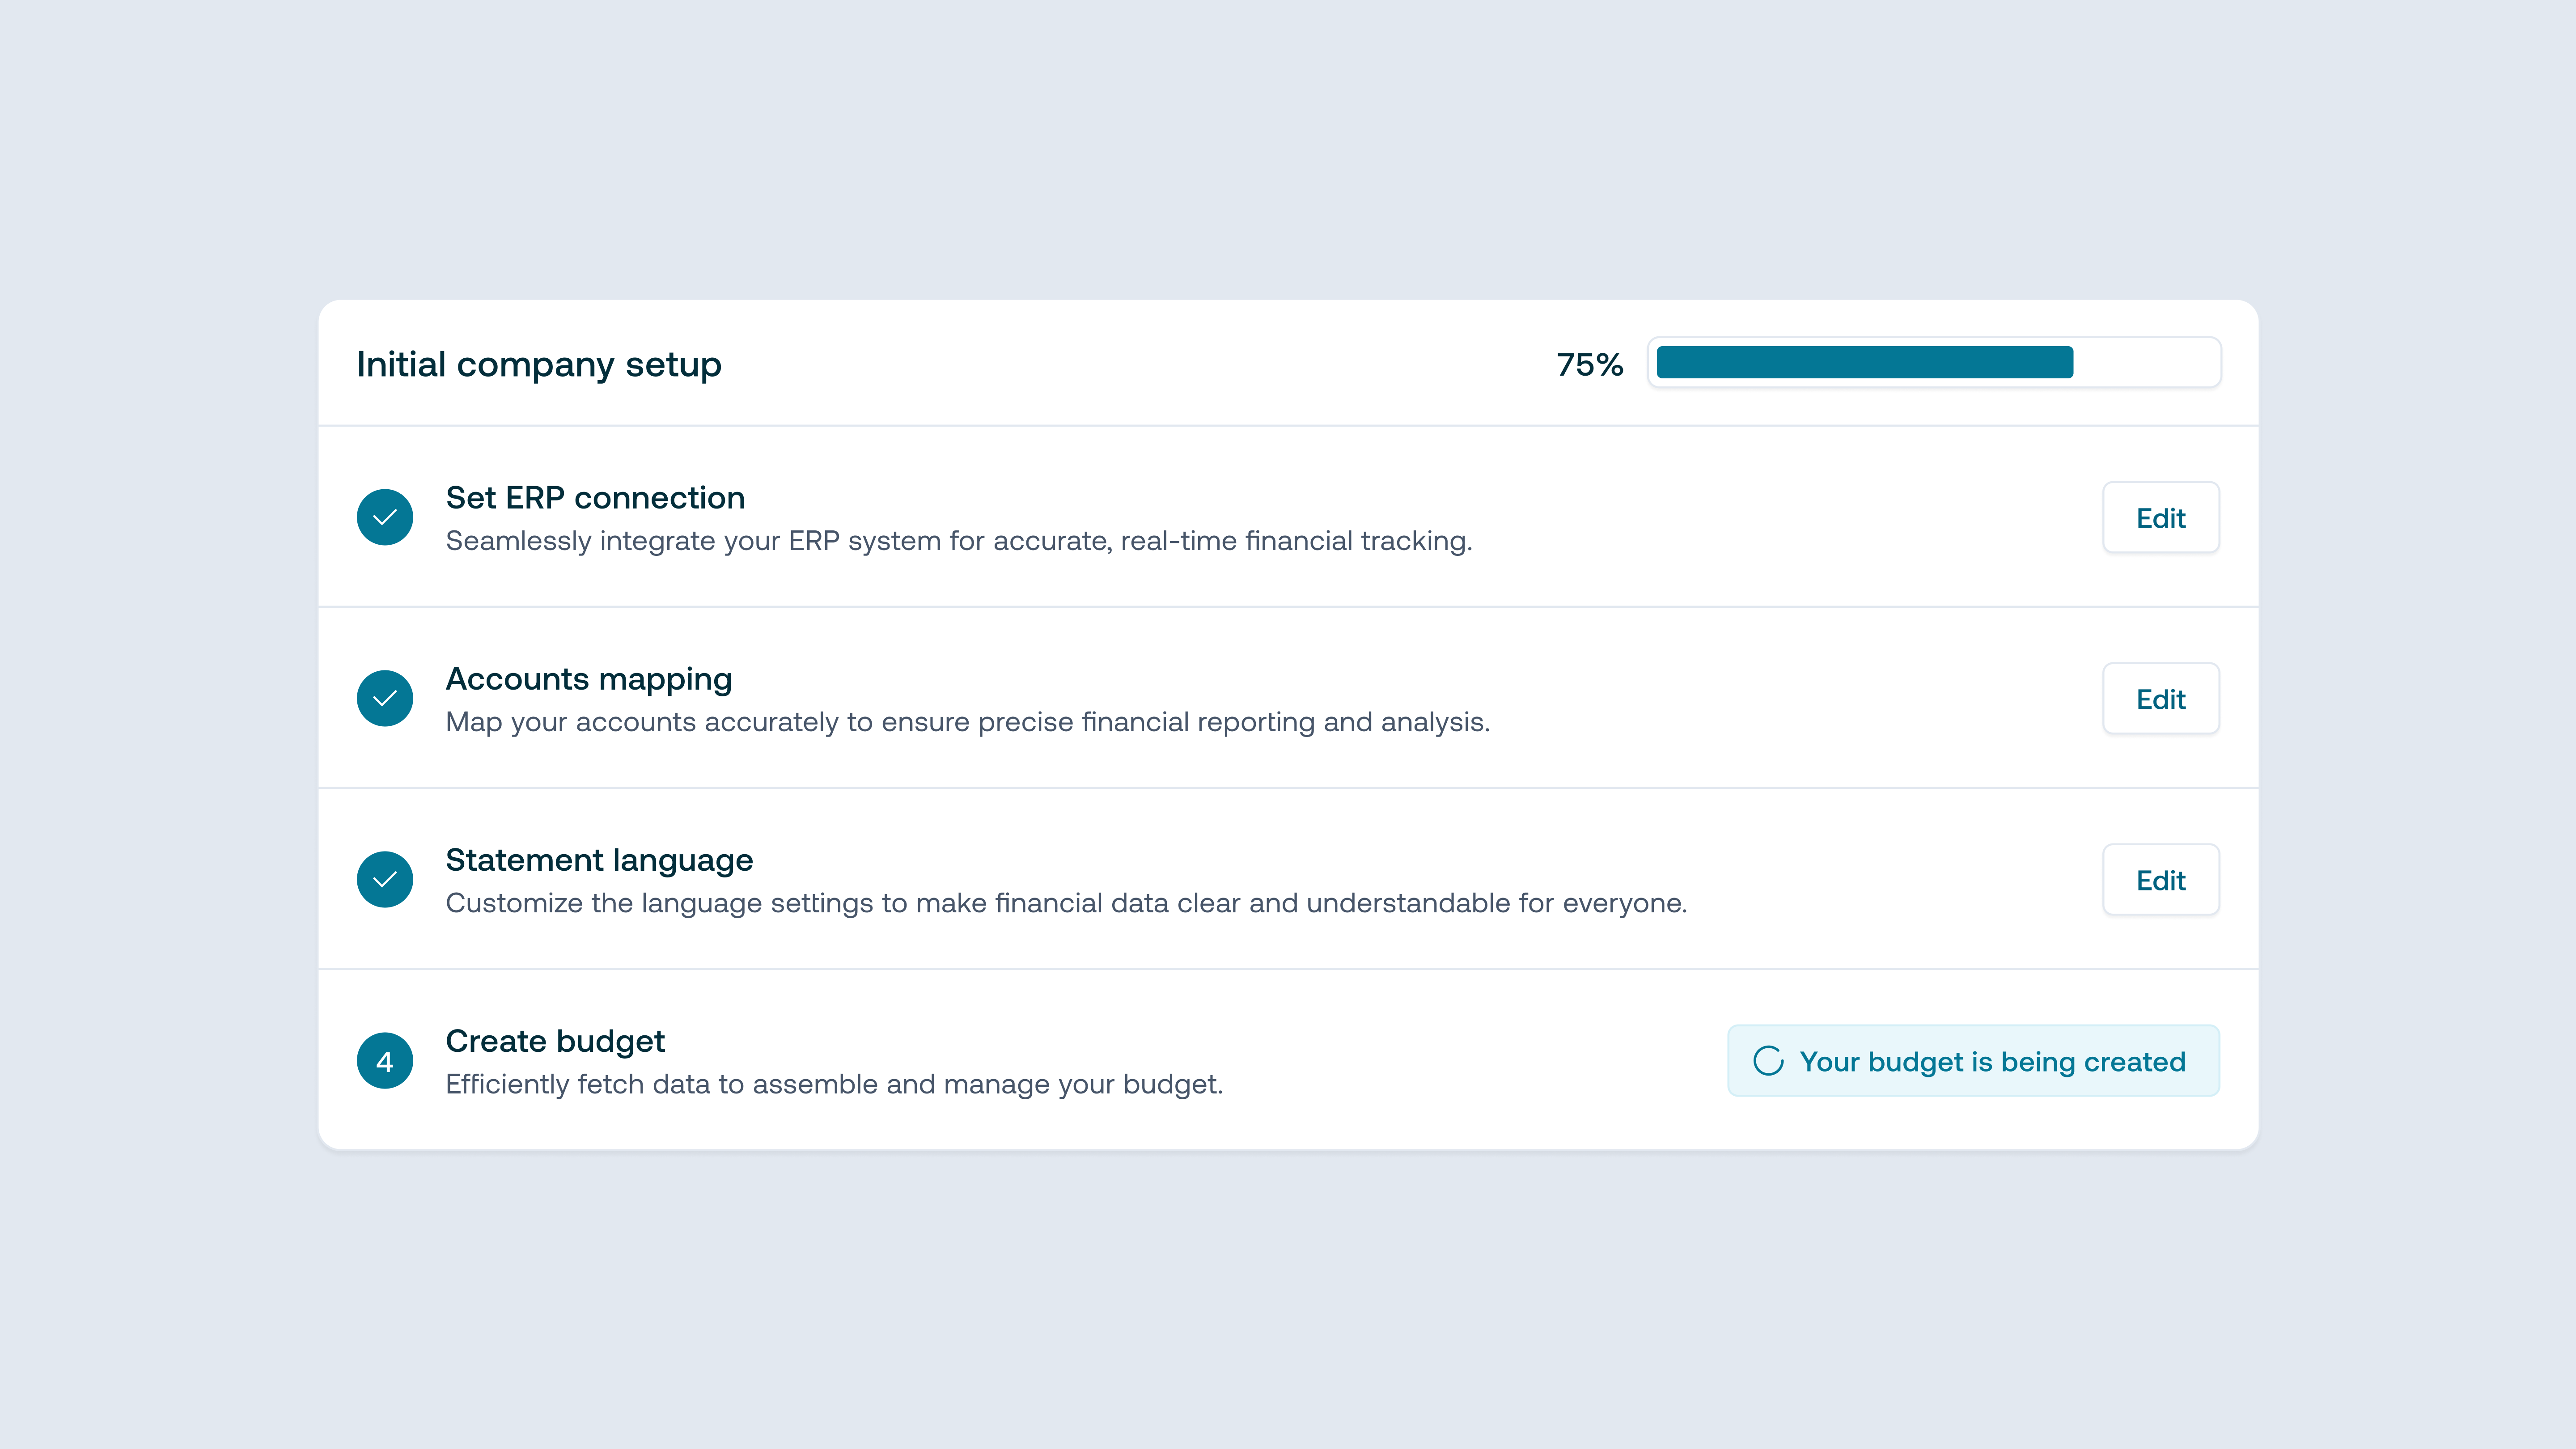 Initial company setup
75%
Set ERP connection
Seamlessly integrate your ERP system for accurate, real-time financial tracking.
Edit
Accounts mapping
Map your accounts accurately to ensure precise financial reporting and analysis.
Edit
Statement language
Customize the language settings to make financial data clear and understandable for everyone.
Edit
4
Create budget
Efficiently fetch data to assemble and manage your budget.
Your budget is being created